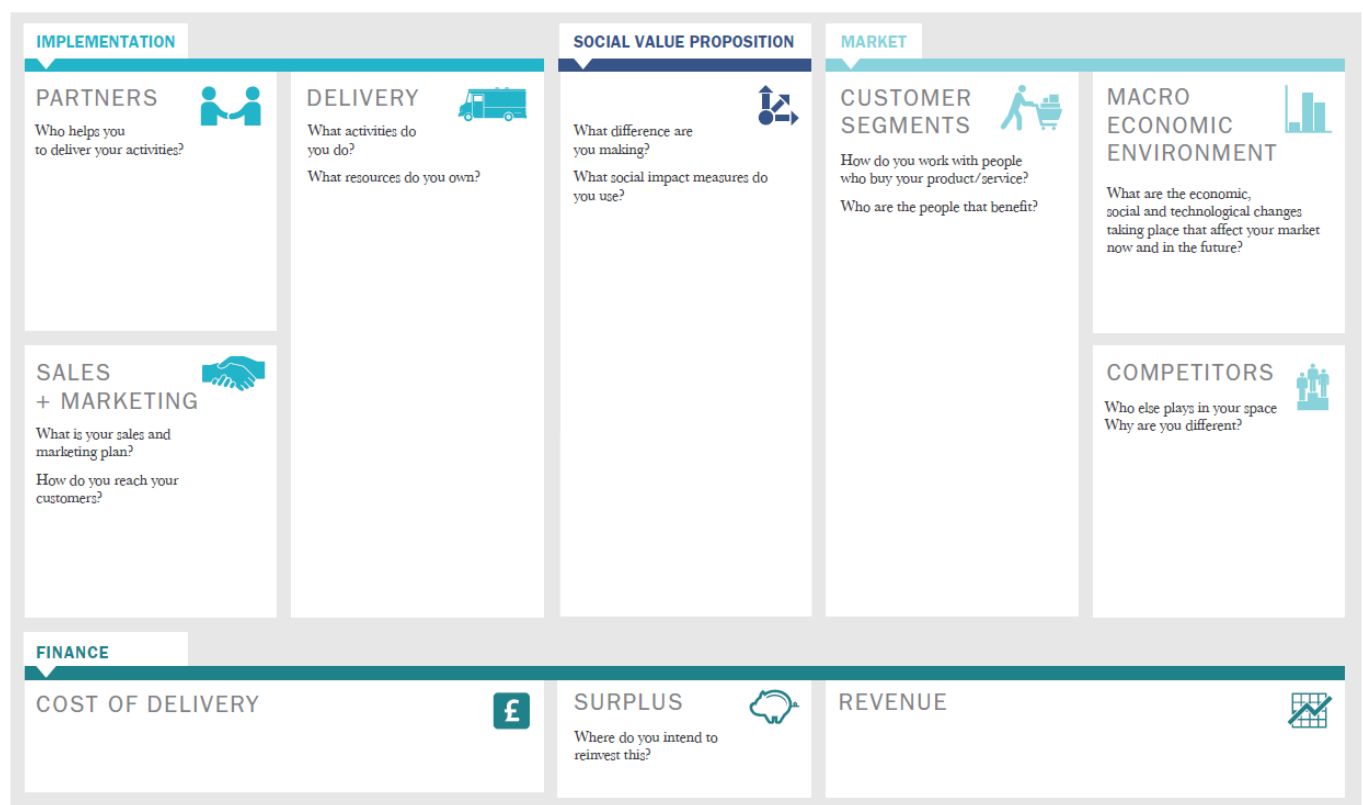 IMPLEMENTATION
PARTNERS
Who helps you
to deliver your activities?
DELIVERY
What activities do
you do?
What resources do you own?
SALES
+ MARKETING
What is your sales and
marketing plan?
How do you reach your
customers?
SOCIAL VALUE PROPOSITION
What difference are
you making?
What social impact measures do
you use?
MARKET
CUSTOMER
SEGMENTS
How do you work with people
who buy your product/service?
Who are the people that benefit?
MACRO
ECONOMIC
ENVIRONMENT
What are the economic,
social and technological changes
taking place that affect your market
now and in the future?
COMPETITORS
Who else plays in your space
Why are you different?
FINANCE
COST OF DELIVERY
£
SURPLUS
Where do you intend to
reinvest this?
REVENUE